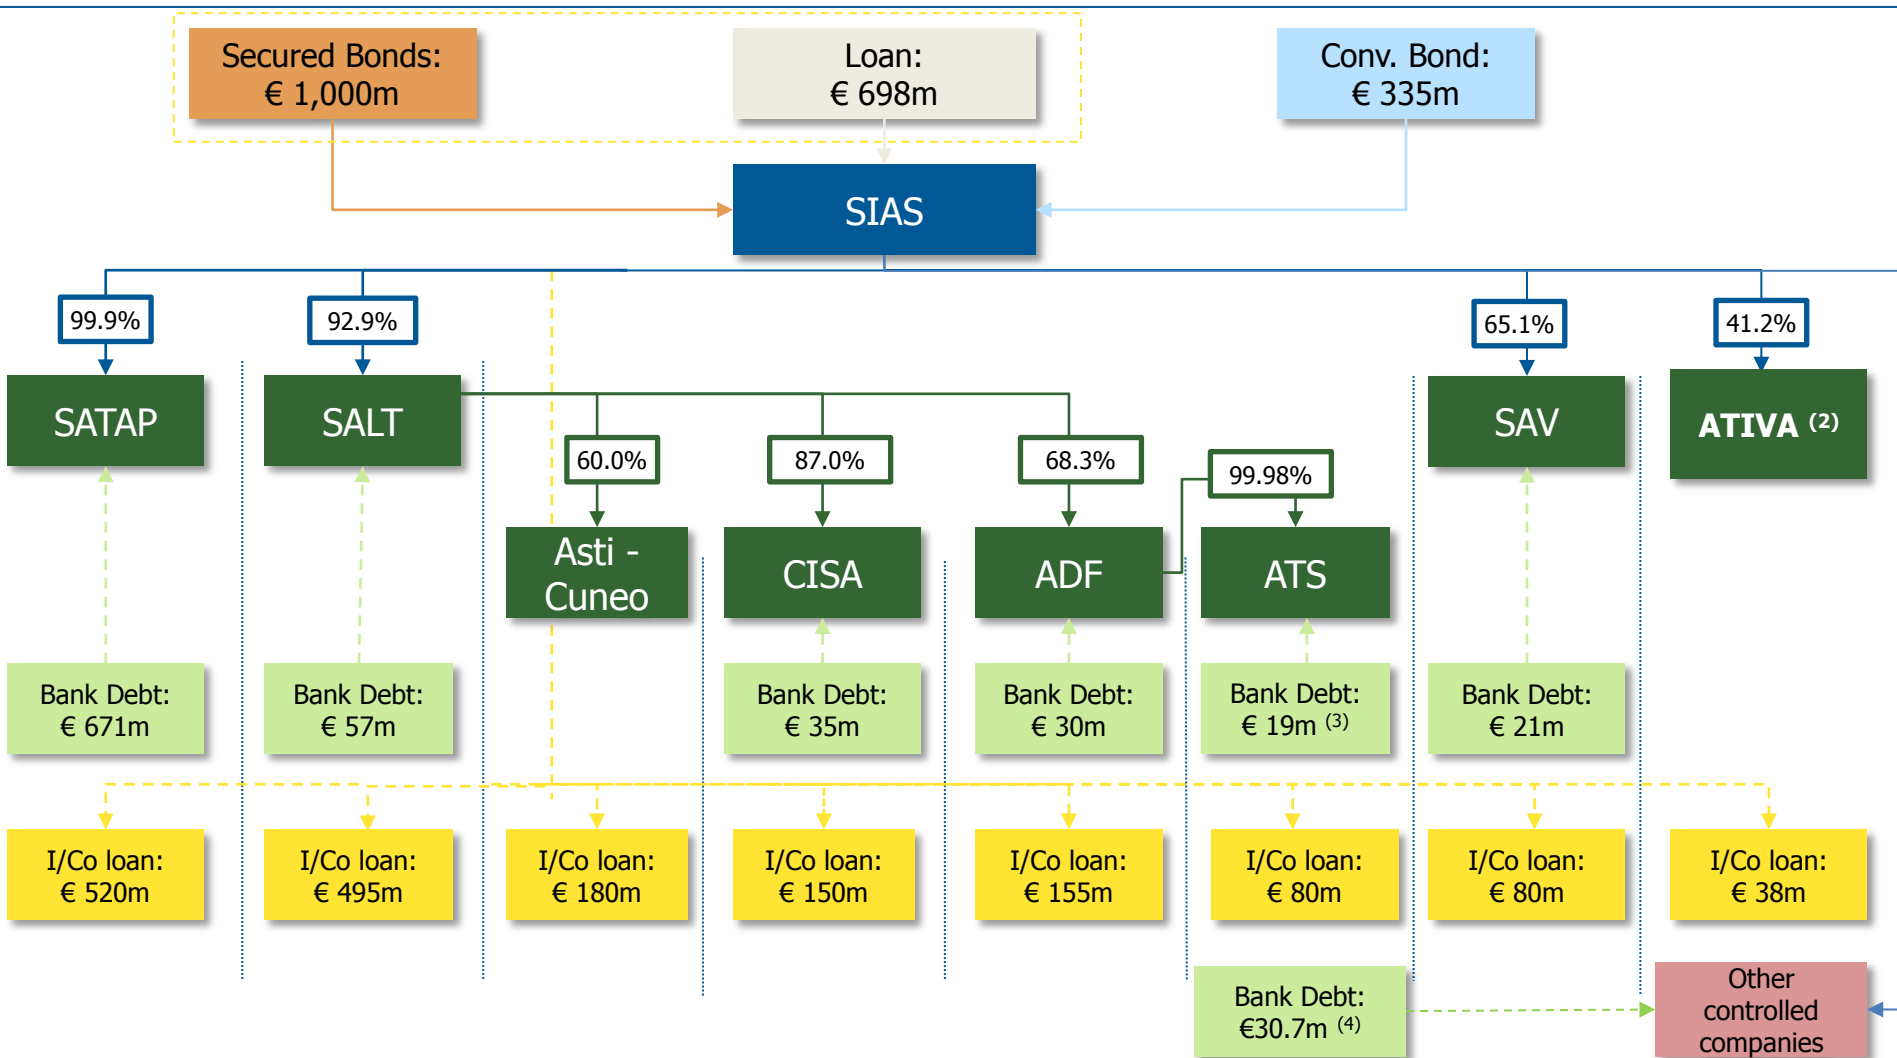 Secured Bonds:
€ 1,000m
Loan:
€ 698m
Conv. Bond:
€ 335m
SIAS
99.9%
92.9%
65.1%
41.2%
SATAP
SALT
SAV
ATIVA (2)
60.0%
87.0%
68.3%
99.98%
Asti -
Cuneo
CISA
ADF
ATS
Bank Debt:
€ 671m
Bank Debt:
€ 57m
Bank Debt:
€ 35m
Bank Debt:
€ 30m
Bank Debt:
€ 19m (3)
Bank Debt:
€ 21m
I/Co loan:
€ 520m
I/Co loan:
€ 495m
I/Co loan:
€ 180m
I/Co loan:
€ 150m
I/Co loan:
€ 155m
I/Co loan:
€ 80m
I/Co loan:
€ 80m
I/Co loan:
€ 38m
Bank Debt:
€30.7m (4)
Other
controlled
companies